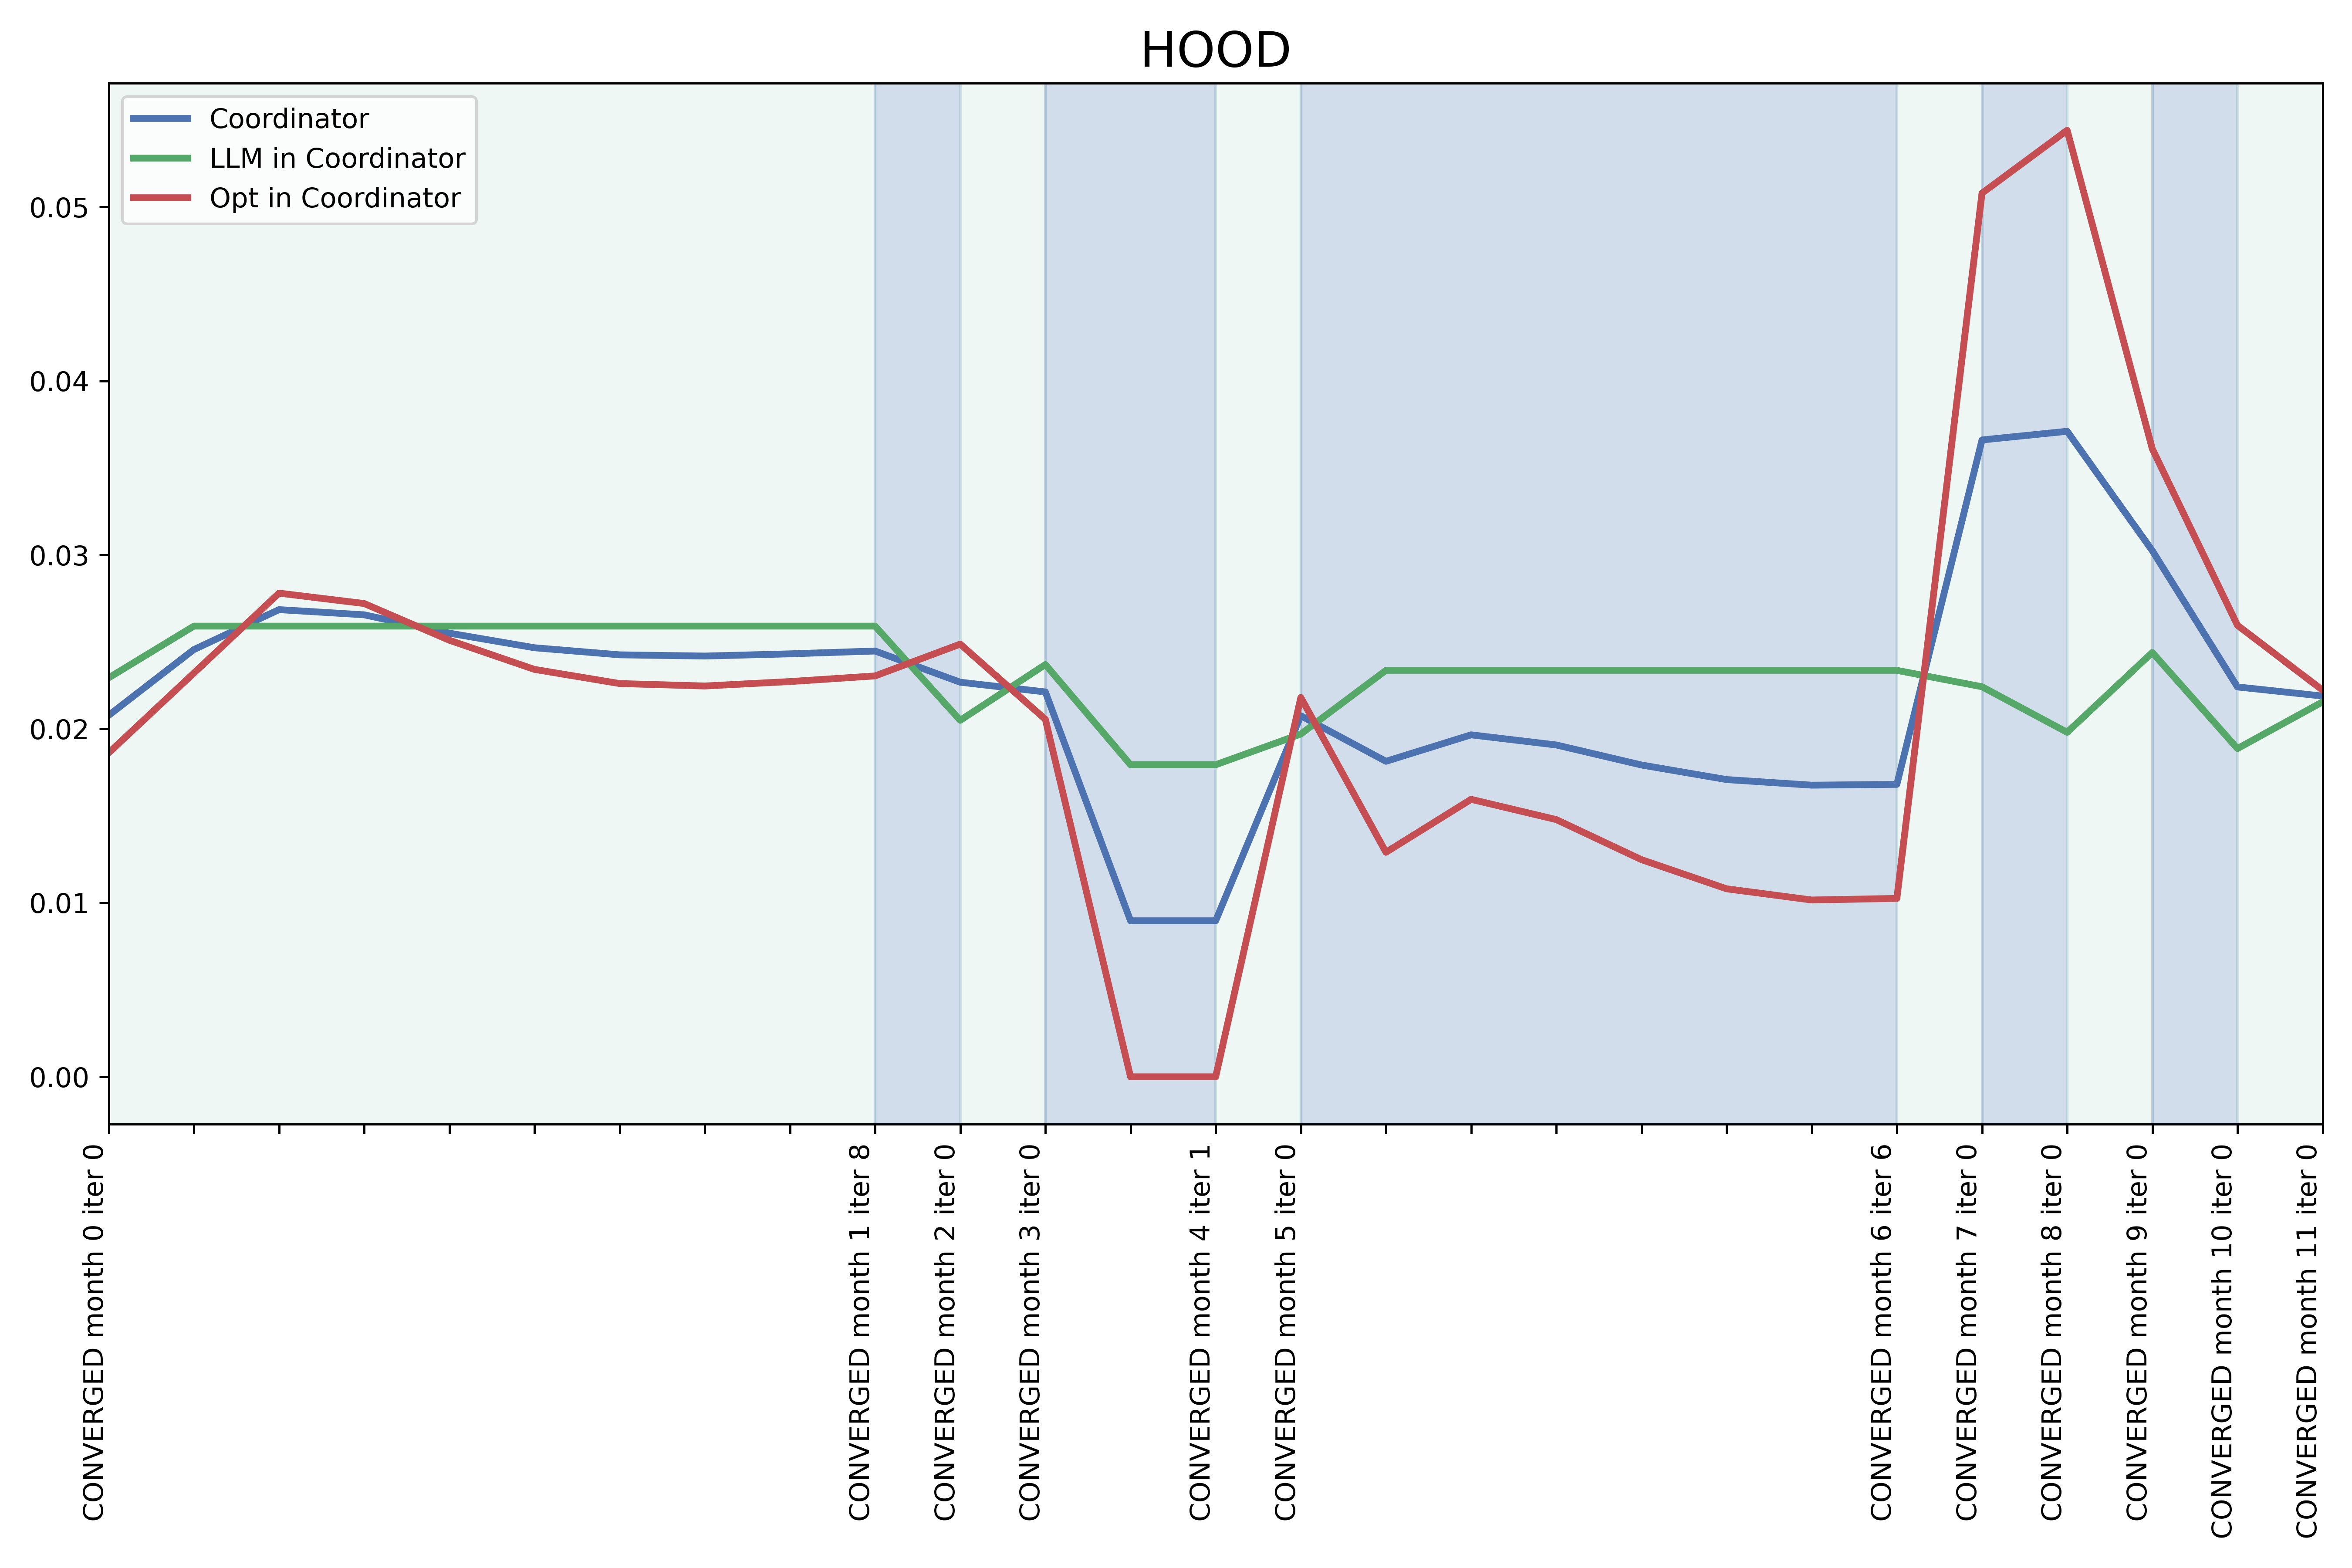 HOOD
Coordinator
LLM in Coordinator
Opt in Coordinator
0.05
0.04
0.03
0.02
0.01
0.00
CONVERGED month 0 iter 0
CONVERGED month 1 iter 8
CONVERGED month 2 iter 0
CONVERGED month 3 iter 0
CONVERGED month 4 iter 1
CONVERGED month 5 iter 0
CONVERGED month 6 iter 6
CONVERGED month 7 iter 0
CONVERGED month 8 iter 0
CONVERGED month 9 iter 0
CONVERGED month 10 iter 0
CONVERGED month 11 iter 0